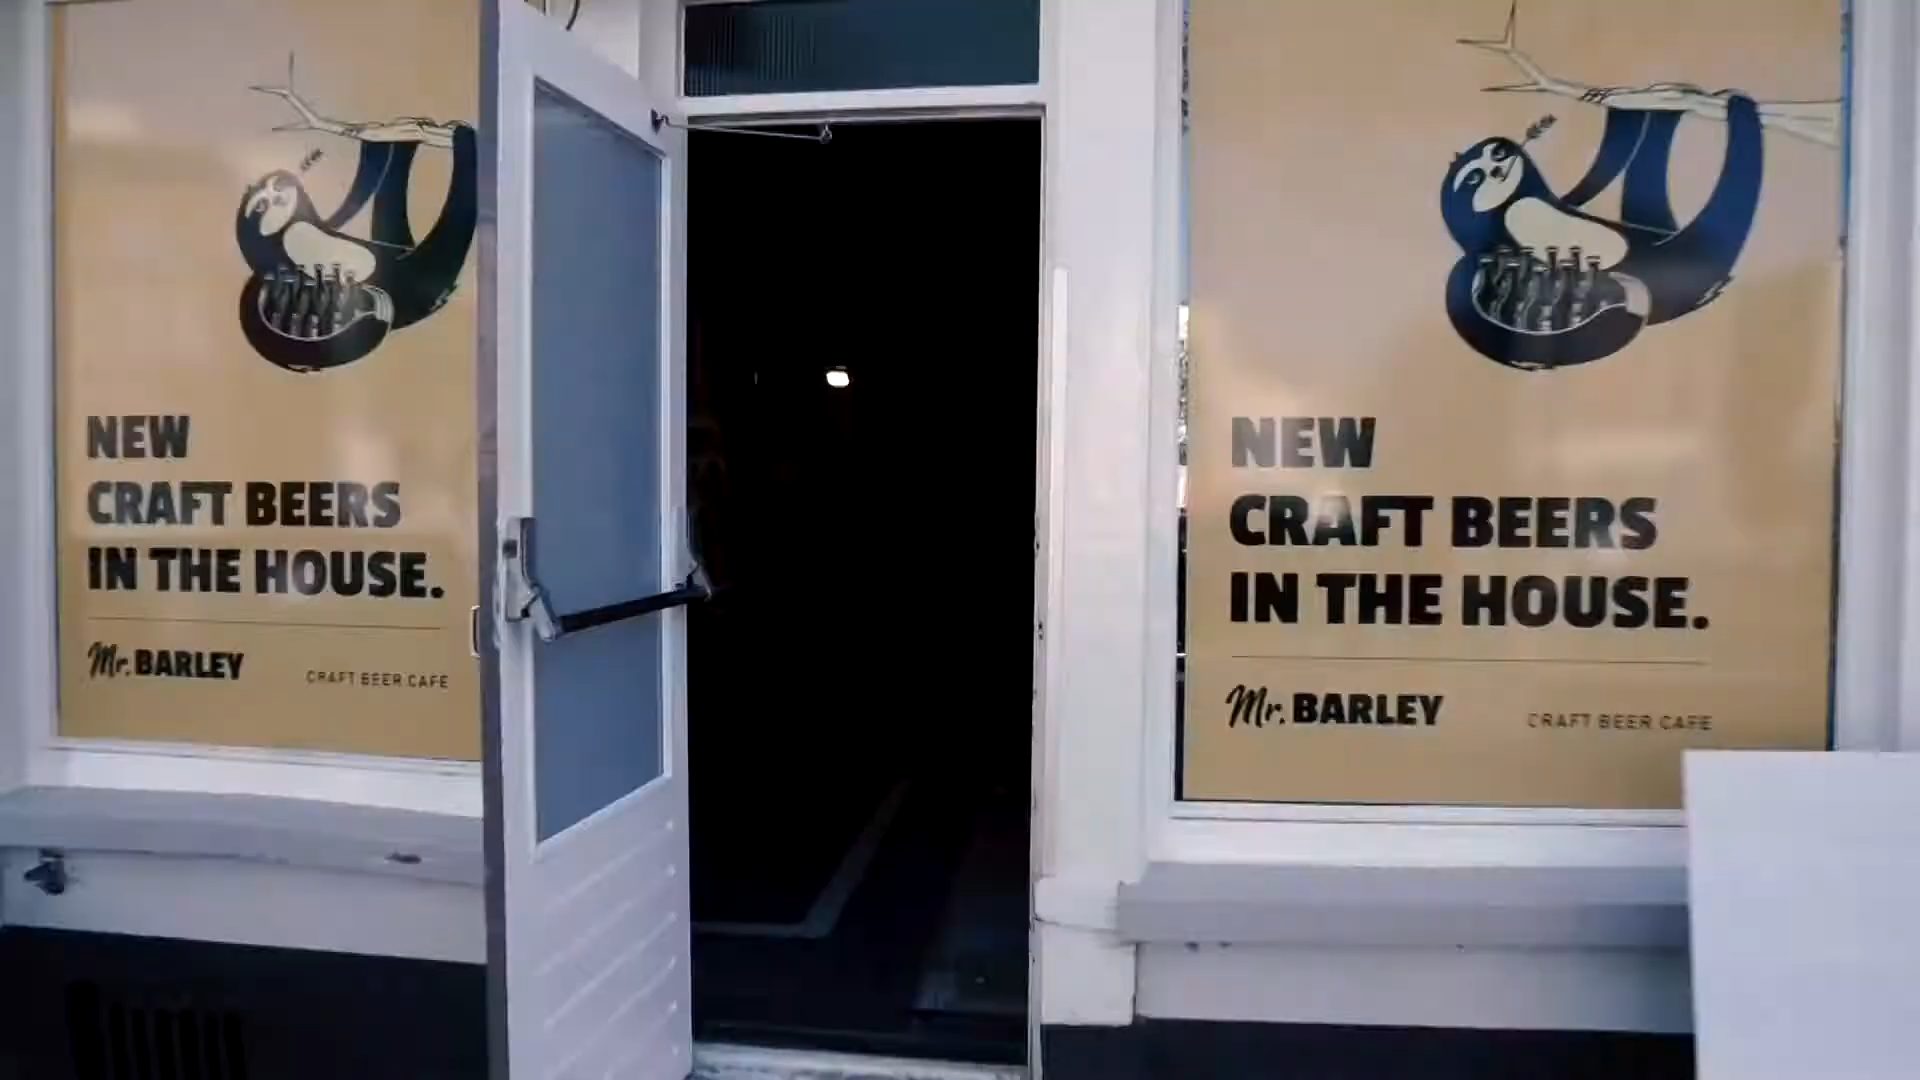 NEW
CRAFT BEERS
IN THE HOUSE.
Mr. BARLEY
CRAFT BEER CAFE
NEW
CRAFT BEERS
IN THE HOUSE.
Mr. BARLEY
CRAFT BEER CAFE